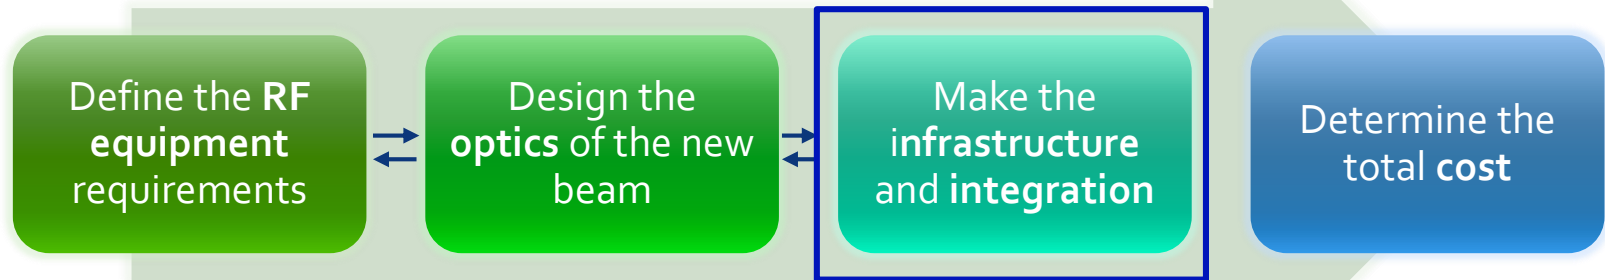 Define the RF
equipment
requirements
Design the
optics of the new
beam
Make the
infrastructure
and integration
Determine the
total cost